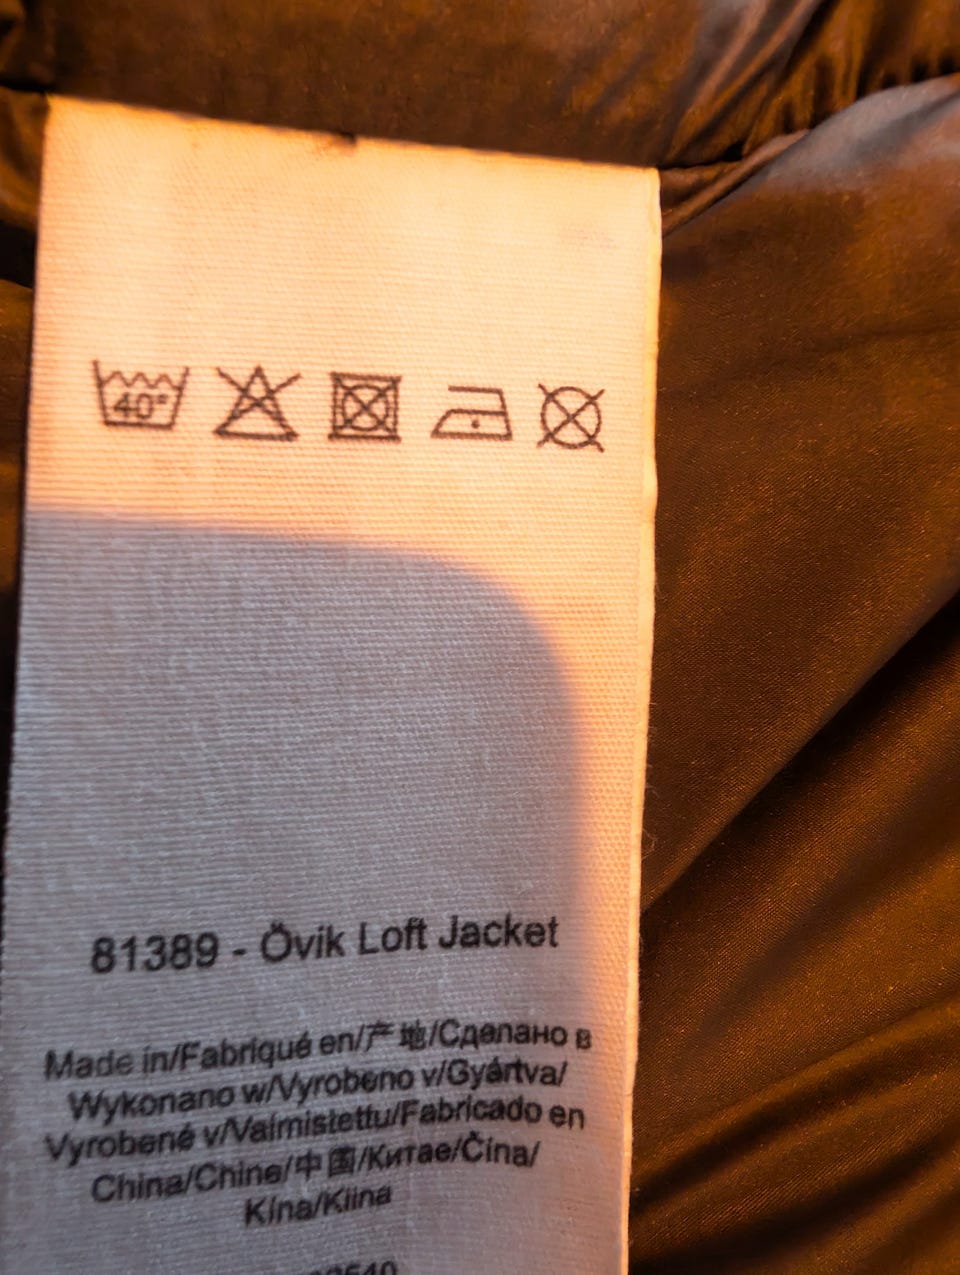 40°
81389 - Övik Loft Jacket
Made in/Fabriqué en/产地/Сделано в
Wykonano w/Vyrobeno v/Gyártva/
Vyrobené v/Valmistettu/Fabricado en
China/Chine/中国/Китае/Čína/
Kína/Kiina